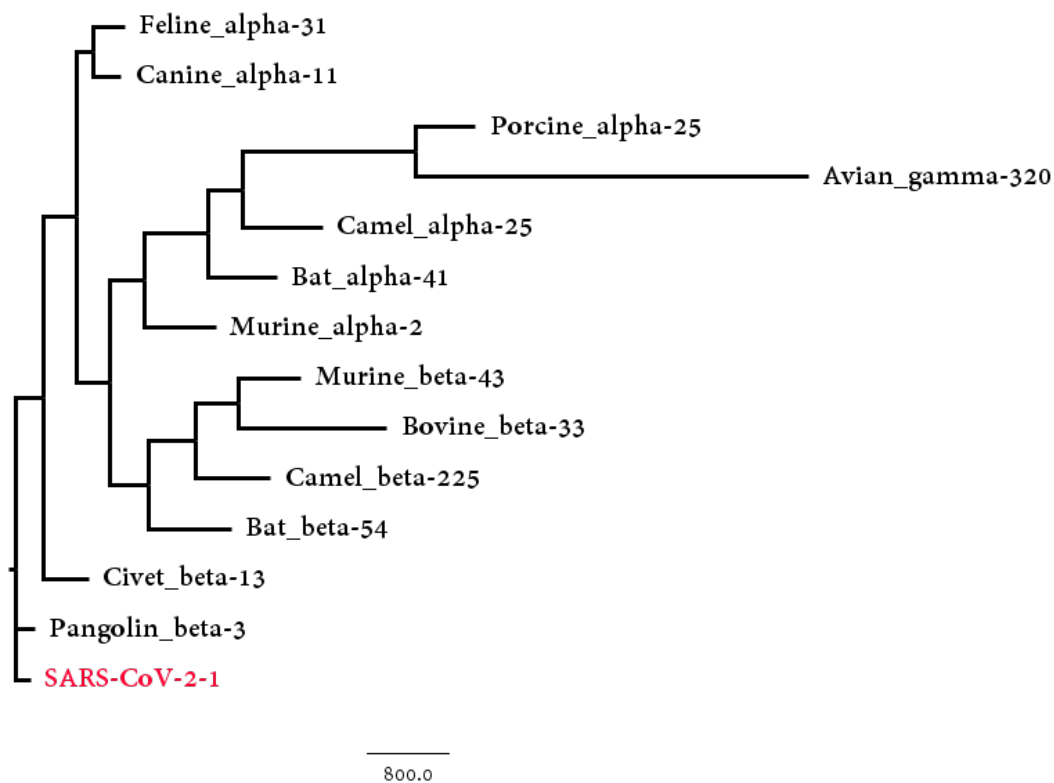 Feline_alpha-31
Canine_alpha-11
Porcine_alpha-25
Avian_gamma-320
Camel_alpha-25
Bat_alpha-41
Murine_alpha-2
Murine_beta-43
Bovine_beta-33
Camel_beta-225
Bat_beta-54
Civet_beta-13
Pangolin_beta-3
SARS-CoV-2-1
800.0